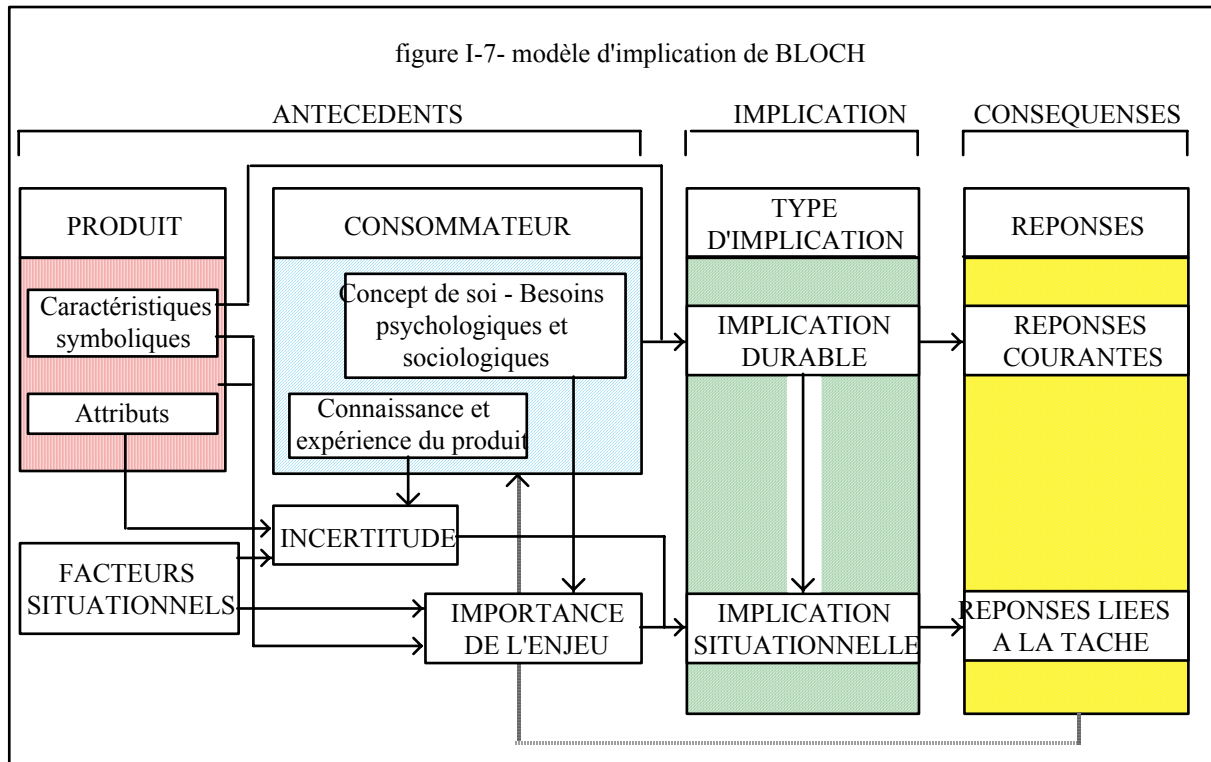 figure I-7- modèle d'implication de BLOCH
ANTECEDENTS
IMPLICATION
CONSEQUENSES
PRODUIT
CONSOMMATEUR
TYPE
D'IMPLICATION
REPONSES
Caractéristiques
symboliques
Attributs
Concept de soi - Besoins
psychologiques et
sociologiques
Connaissance et
expérience du produit
IMPLICATION
DURABLE
REPONSES
COURANTES
INCERTITUDE
FACTEURS
SITUATIONNELS
IMPORTANCE
DE L'ENJEU
IMPLICATION
SITUATIONNELLE
REPONSES LIEES
A LA TACHE